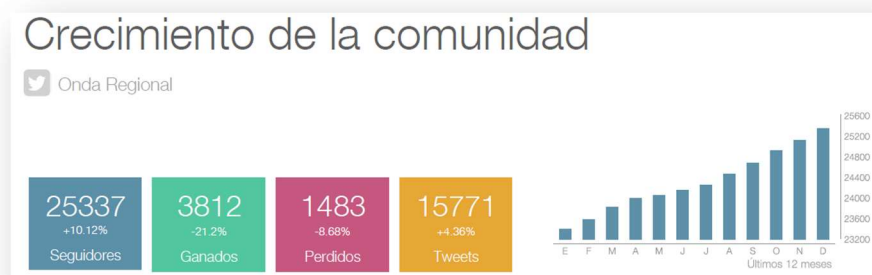 Crecimiento de la comunidad
Onda Regional
25337
+10.12%
Seguidores
3812
-21.2%
Ganados
1483
-8.68%
Perdidos
15771
+4.36%
Tweets
25600
25200
24800
24400
24000
23600
23200
E F M A M J J A S O N D
Últimos 12 meses